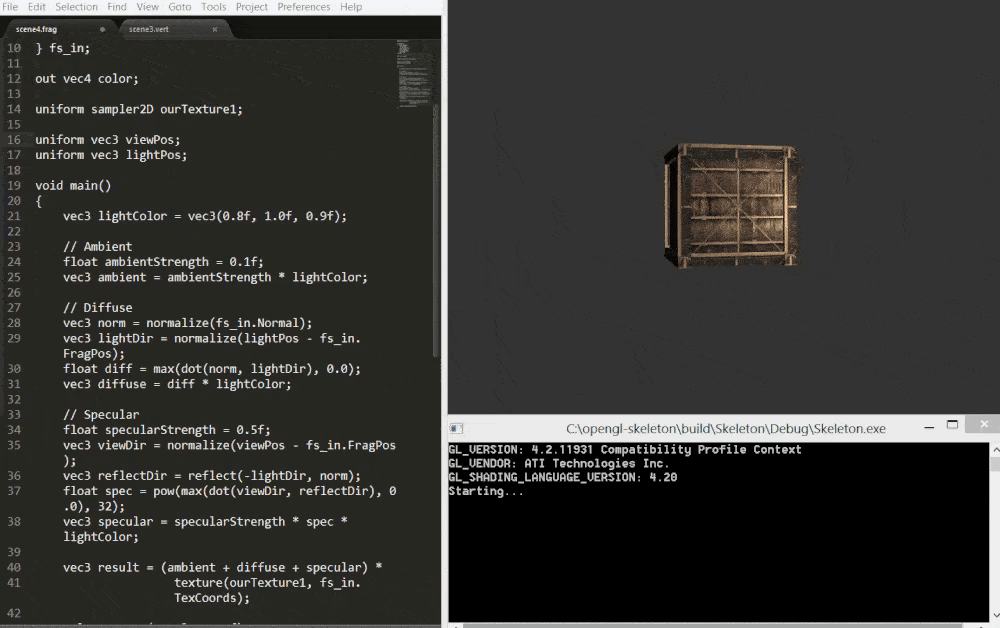 File Edit Selection Find View Goto Tools Project Preferences Help
scene4.frag
scene3.vert ×
10 } fs_in;
11
12 out vec4 color;
13
14 uniform sampler2D ourTexture1;
15
16 uniform vec3 viewPos;
17 uniform vec3 lightPos;
18
19 void main()
20 {
21 vec3 lightColor = vec3(0.8f, 1.0f, 0.9f);
22
23 // Ambient
24 float ambientStrength = 0.1f;
25 vec3 ambient = ambientStrength * lightColor;
26
27 // Diffuse
28 vec3 norm = normalize(fs_in.Normal);
29 vec3 lightDir = normalize(lightPos - fs_in.
FragPos);
30 float diff = max(dot(norm, lightDir), 0.0);
31 vec3 diffuse = diff * lightColor;
32
33 // Specular
34 float specularStrength = 0.5f;
35 vec3 viewDir = normalize(viewPos - fs_in.FragPos
);
36 vec3 reflectDir = reflect(-lightDir, norm);
37 float spec = pow(max(dot(viewDir, reflectDir), 0
.0), 32);
38 vec3 specular = specularStrength * spec *
lightColor;
39
40 vec3 result = (ambient + diffuse + specular) *
41 texture(ourTexture1, fs_in.
TexCoords);
42
C:\opengl-skeleton\build\Skeleton\Debug\Skeleton.exe
GL_VERSION: 4.2.11931 Compatibility Profile Context
GL_VENDOR: ATI Technologies Inc.
GL_SHADING_LANGUAGE_VERSION: 4.20
Starting...